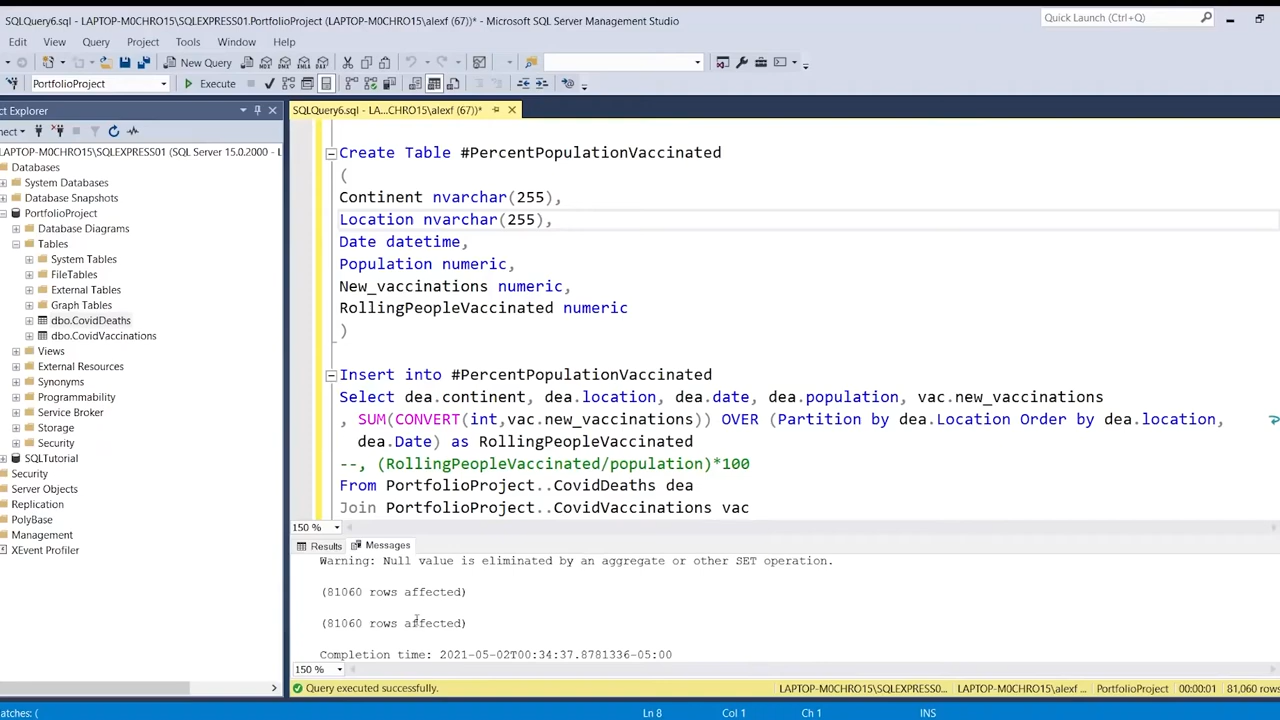 SQLQuery6.sql - LAPTOP-M0CHRO15\SQLEXPRESS01.PortfolioProject (LAPTOP-M0CHRO15\alexf (67))* - Microsoft SQL Server Management Studio
Quick Launch (Ctrl+Q)
Edit View Query Project Tools Window Help
New Query
PortfolioProject Execute
ct Explorer
SQLQuery6.sql - LA...CHRO15\alexf (67))*
nect
LAPTOP-M0CHRO15\SQLEXPRESS01 (SQL Server 15.0.2000 - L
Databases
System Databases
Database Snapshots
PortfolioProject
Database Diagrams
Tables
System Tables
FileTables
External Tables
Graph Tables
dbo.CovidDeaths
dbo.CovidVaccinations
Views
External Resources
Synonyms
Programmability
Service Broker
Storage
Security
SQLTutorial
Security
Server Objects
Replication
PolyBase
Management
XEvent Profiler
Create Table #PercentPopulationVaccinated
(
Continent nvarchar(255),
Location nvarchar(255),
Date datetime,
Population numeric,
New_vaccinations numeric,
RollingPeopleVaccinated numeric
)
Insert into #PercentPopulationVaccinated
Select dea.continent, dea.location, dea.date, dea.population, vac.new_vaccinations
, SUM(CONVERT(int,vac.new_vaccinations)) OVER (Partition by dea.Location Order by dea.location,
dea.Date) as RollingPeopleVaccinated
--, (RollingPeopleVaccinated/population)*100
From PortfolioProject..CovidDeaths dea
Join PortfolioProject..CovidVaccinations vac
150 %
Results Messages
Warning: Null value is eliminated by an aggregate or other SET operation.
(81060 rows affected)
(81060 rows affected)
Completion time: 2021-05-02T00:34:37.8781336-05:00
150 %
Query executed successfully. LAPTOP-M0CHRO15\SQLEXPRESS0... LAPTOP-M0CHRO15\alexf ... PortfolioProject 00:00:01 81,060 rows
atches: ( Ln 8 Col 1 Ch 1 INS